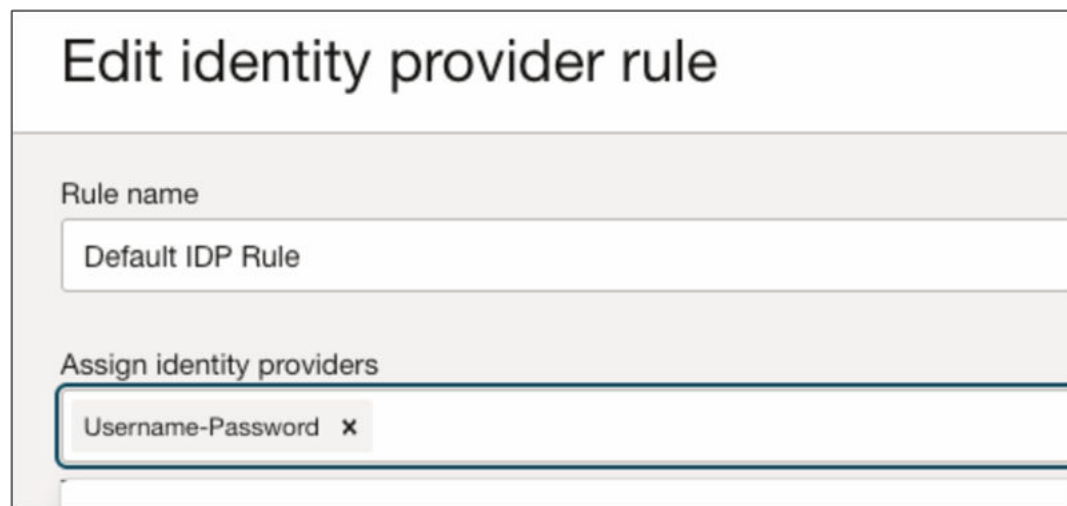 Edit identity provider rule
Rule name
Default IDP Rule
Assign identity providers
Username-Password ×